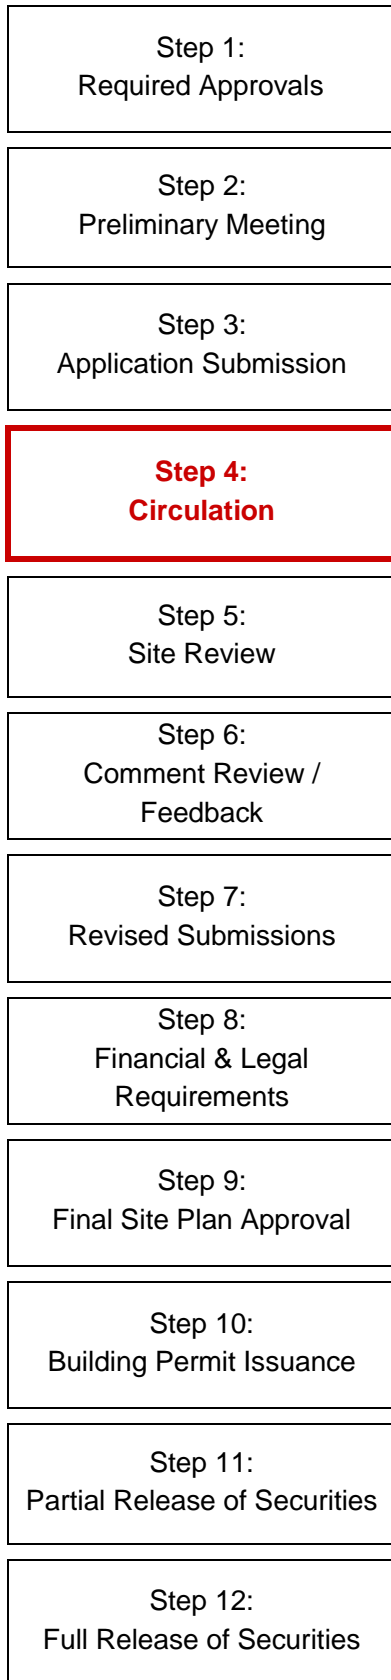 Step 1:
Required Approvals
Step 2:
Preliminary Meeting
Step 3:
Application Submission
Step 4:
Circulation
Step 5:
Site Review
Step 6:
Comment Review /
Feedback
Step 7:
Revised Submissions
Step 8:
Financial & Legal
Requirements
Step 9:
Final Site Plan Approval
Step 10:
Building Permit Issuance
Step 11:
Partial Release of Securities
Step 12:
Full Release of Securities